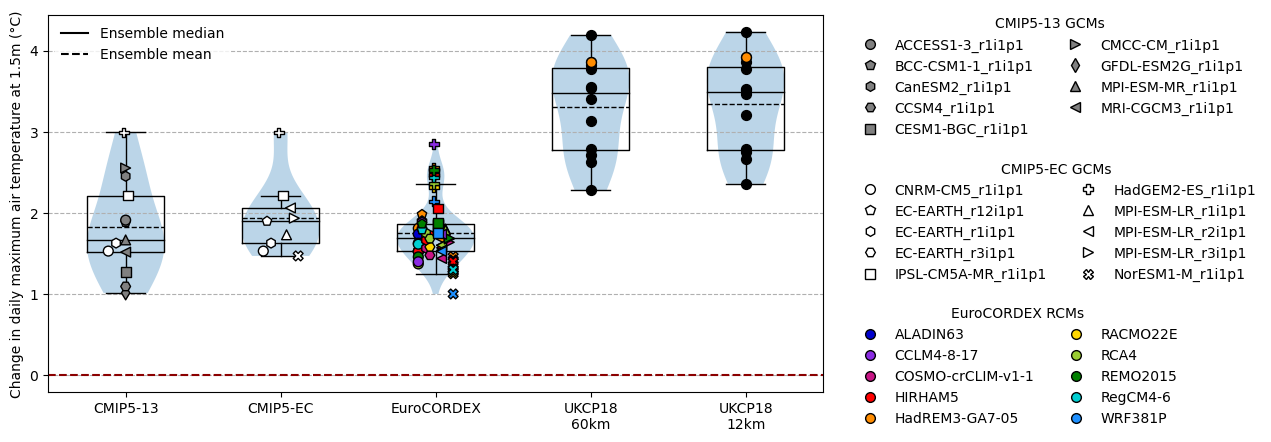 Change in daily maximum air temperature at 1.5m (°C)
Ensemble median
Ensemble mean
4
3
2
1
0
CMIP5-13
CMIP5-EC
EuroCORDEX
UKCP18
60km
UKCP18
12km
CMIP5-13 GCMs
ACCESS1-3_r1i1p1
BCC-CSM1-1_r1i1p1
CanESM2_r1i1p1
CCSM4_r1i1p1
CESM1-BGC_r1i1p1
CMCC-CM_r1i1p1
GFDL-ESM2G_r1i1p1
MPI-ESM-MR_r1i1p1
MRI-CGCM3_r1i1p1
CMIP5-EC GCMs
CNRM-CM5_r1i1p1
EC-EARTH_r12i1p1
EC-EARTH_r1i1p1
EC-EARTH_r3i1p1
IPSL-CM5A-MR_r1i1p1
HadGEM2-ES_r1i1p1
MPI-ESM-LR_r1i1p1
MPI-ESM-LR_r2i1p1
MPI-ESM-LR_r3i1p1
NorESM1-M_r1i1p1
EuroCORDEX RCMs
ALADIN63
CCLM4-8-17
COSMO-crCLIM-v1-1
HIRHAM5
HadREM3-GA7-05
RACMO22E
RCA4
REMO2015
RegCM4-6
WRF381P